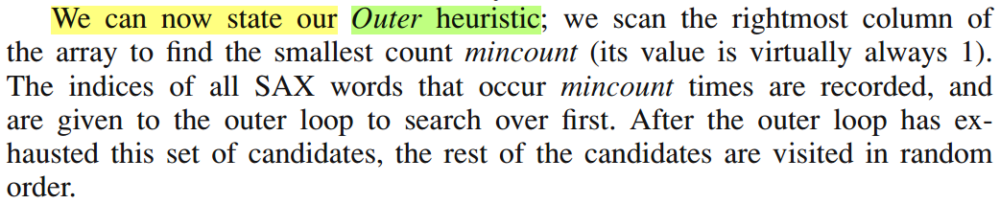 We can now state our Outer heuristic; we scan the rightmost column of
the array to find the smallest count mincount (its value is virtually always 1).
The indices of all SAX words that occur mincount times are recorded, and
are given to the outer loop to search over first. After the outer loop has ex-
hausted this set of candidates, the rest of the candidates are visited in random
order.